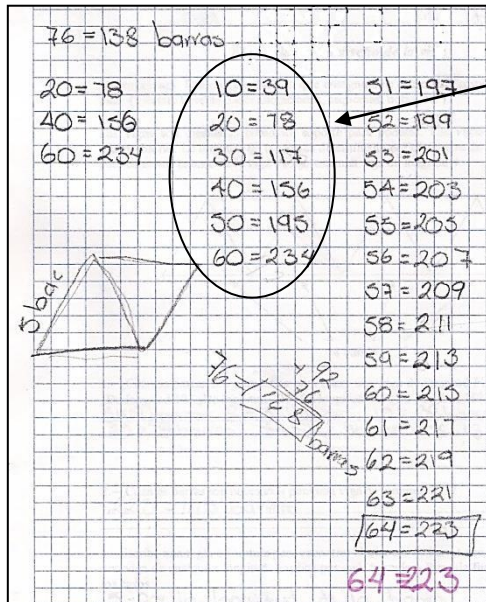 76 = 138 barras
20 = 78
40 = 156
60 = 234
10 = 39
20 = 78
30 = 117
40 = 156
50 = 195
60 = 234
51 = 197
52 = 199
53 = 201
54 = 203
55 = 205
56 = 207
57 = 209
58 = 211
59 = 213
60 = 215
61 = 217
62 = 219
63 = 221
64 = 223
64 = 223
5 bac
+ 92
76
76 = 168 barras